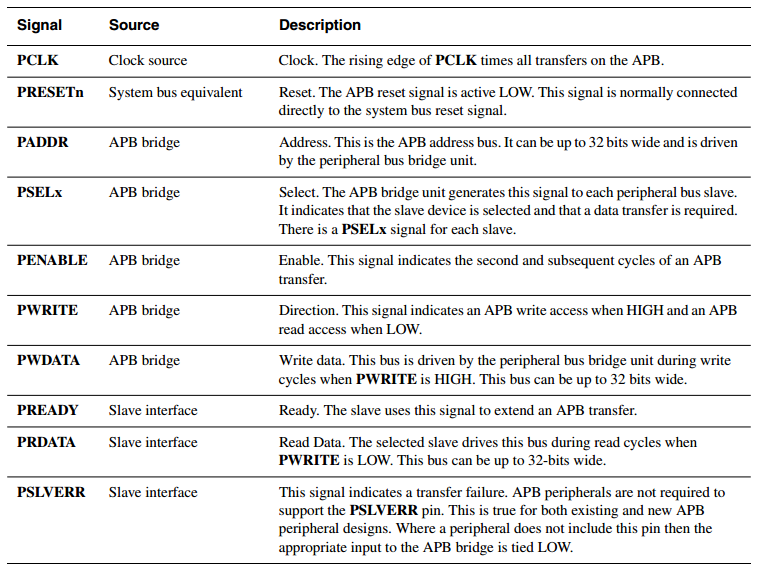 Signal Source Description
PCLK Clock source Clock. The rising edge of PCLK times all transfers on the APB.
PRESETn System bus equivalent Reset. The APB reset signal is active LOW. This signal is normally connected
directly to the system bus reset signal.
PADDR APB bridge Address. This is the APB address bus. It can be up to 32 bits wide and is driven
by the peripheral bus bridge unit.
PSELx APB bridge Select. The APB bridge unit generates this signal to each peripheral bus slave.
It indicates that the slave device is selected and that a data transfer is required.
There is a PSELx signal for each slave.
PENABLE APB bridge Enable. This signal indicates the second and subsequent cycles of an APB
transfer.
PWRITE APB bridge Direction. This signal indicates an APB write access when HIGH and an APB
read access when LOW.
PWDATA APB bridge Write data. This bus is driven by the peripheral bus bridge unit during write
cycles when PWRITE is HIGH. This bus can be up to 32 bits wide.
PREADY Slave interface Ready. The slave uses this signal to extend an APB transfer.
PRDATA Slave interface Read Data. The selected slave drives this bus during read cycles when
PWRITE is LOW. This bus can be up to 32-bits wide.
PSLVERR Slave interface This signal indicates a transfer failure. APB peripherals are not required to
support the PSLVERR pin. This is true for both existing and new APB
peripheral designs. Where a peripheral does not include this pin then the
appropriate input to the APB bridge is tied LOW.